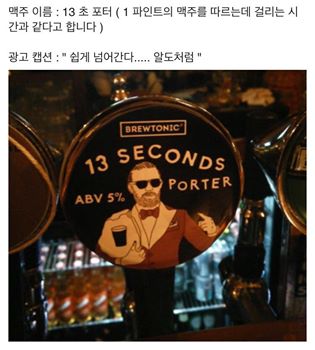 맥주 이름 : 13 초 포터 ( 1 파인트의 맥주를 따르는데 걸리는 시
간과 같다고 합니다 )
광고 캡션 : " 쉽게 넘어간다..... 알도처럼 "
BREWTONIC
13 SECONDS
PORTER
ABV 5%